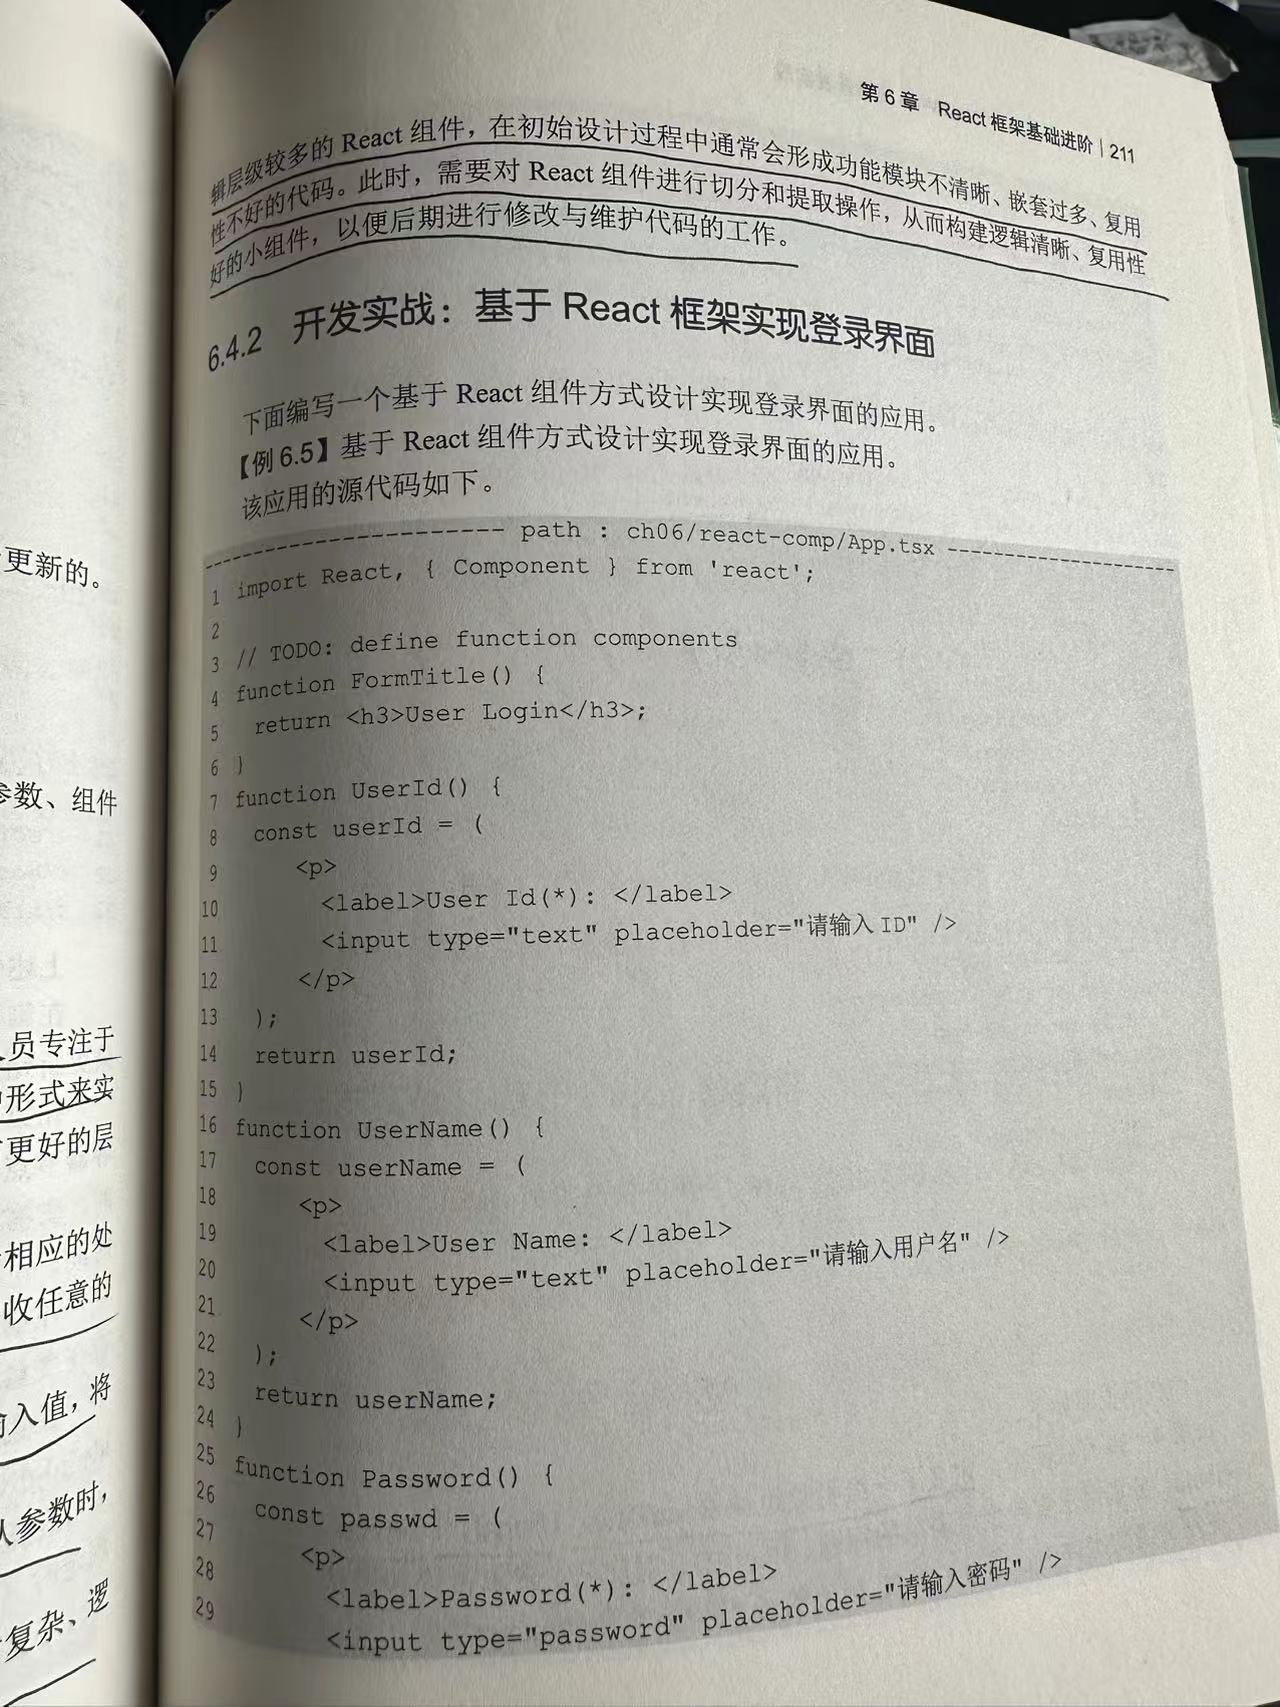 更新的。
参数、组件
员专注于
形式来实
更好的层
相应的处
收任意的
入值，将
参数时，
复杂、逻
第 6 章 React 框架基础进阶 | 211
辑层级较多的 React 组件，在初始设计过程中通常会形成功能模块不清晰、嵌套过多、复用
性不好的代码。此时，需要对 React 组件进行切分和提取操作，从而构建逻辑清晰、复用性
好的小组件，以便后期进行修改与维护代码的工作。
6.4.2 开发实战：基于 React 框架实现登录界面
下面编写一个基于 React 组件方式设计实现登录界面的应用。
【例 6.5】基于 React 组件方式设计实现登录界面的应用。
该应用的源代码如下。
--------------------- path : ch06/react-comp/App.tsx ---------------------
1 import React, { Component } from 'react';
2
3 // TODO: define function components
4 function FormTitle() {
5 return <h3>User Login</h3>;
6 }
7 function UserId() {
8 const userId = (
9 <p>
10 <label>User Id(*): </label>
11 <input type="text" placeholder="请输入 ID" />
12 </p>
13 );
14 return userId;
15 }
16 function UserName() {
17 const userName = (
18 <p>
19 <label>User Name: </label>
20 <input type="text" placeholder="请输入用户名" />
21 </p>
22 );
23 return userName;
24 }
25 function Password() {
26 const passwd = (
27 <p>
28 <label>Password(*): </label>
29 <input type="password" placeholder="请输入密码" />